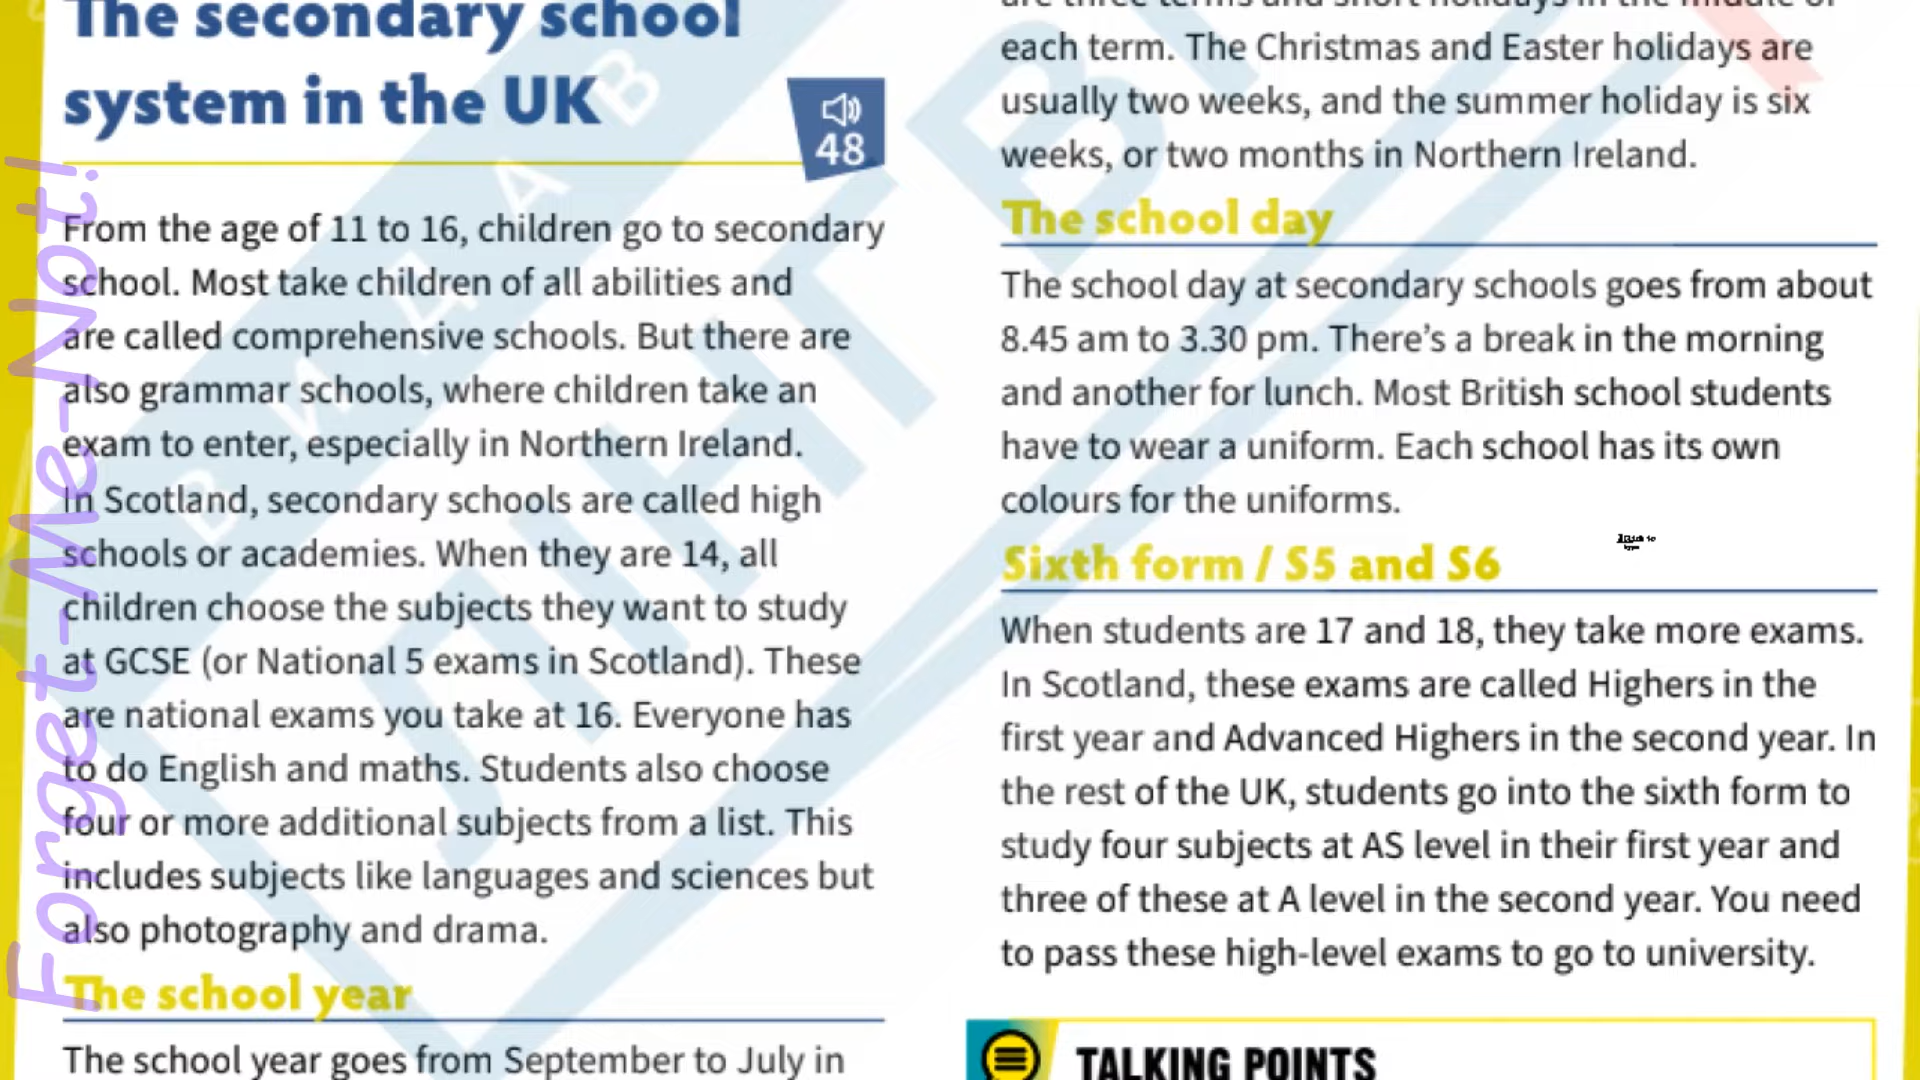 The secondary school
system in the UK
48
From the age of 11 to 16, children go to secondary
school. Most take children of all abilities and
are called comprehensive schools. But there are
also grammar schools, where children take an
exam to enter, especially in Northern Ireland.
In Scotland, secondary schools are called high
schools or academies. When they are 14, all
children choose the subjects they want to study
at GCSE (or National 5 exams in Scotland). These
are national exams you take at 16. Everyone has
to do English and maths. Students also choose
four or more additional subjects from a list. This
includes subjects like languages and sciences but
also photography and drama.
The school year
The school year goes from September to July in
are three terms and short holidays in the middle of
each term. The Christmas and Easter holidays are
usually two weeks, and the summer holiday is six
weeks, or two months in Northern Ireland.
The school day
The school day at secondary schools goes from about
8.45 am to 3.30 pm. There's a break in the morning
and another for lunch. Most British school students
have to wear a uniform. Each school has its own
colours for the uniforms.
Sixth form / S5 and S6
When students are 17 and 18, they take more exams.
In Scotland, these exams are called Highers in the
first year and Advanced Highers in the second year. In
the rest of the UK, students go into the sixth form to
study four subjects at AS level in their first year and
three of these at A level in the second year. You need
to pass these high-level exams to go to university.
TALKING POINTS
Forget-Me-Not!